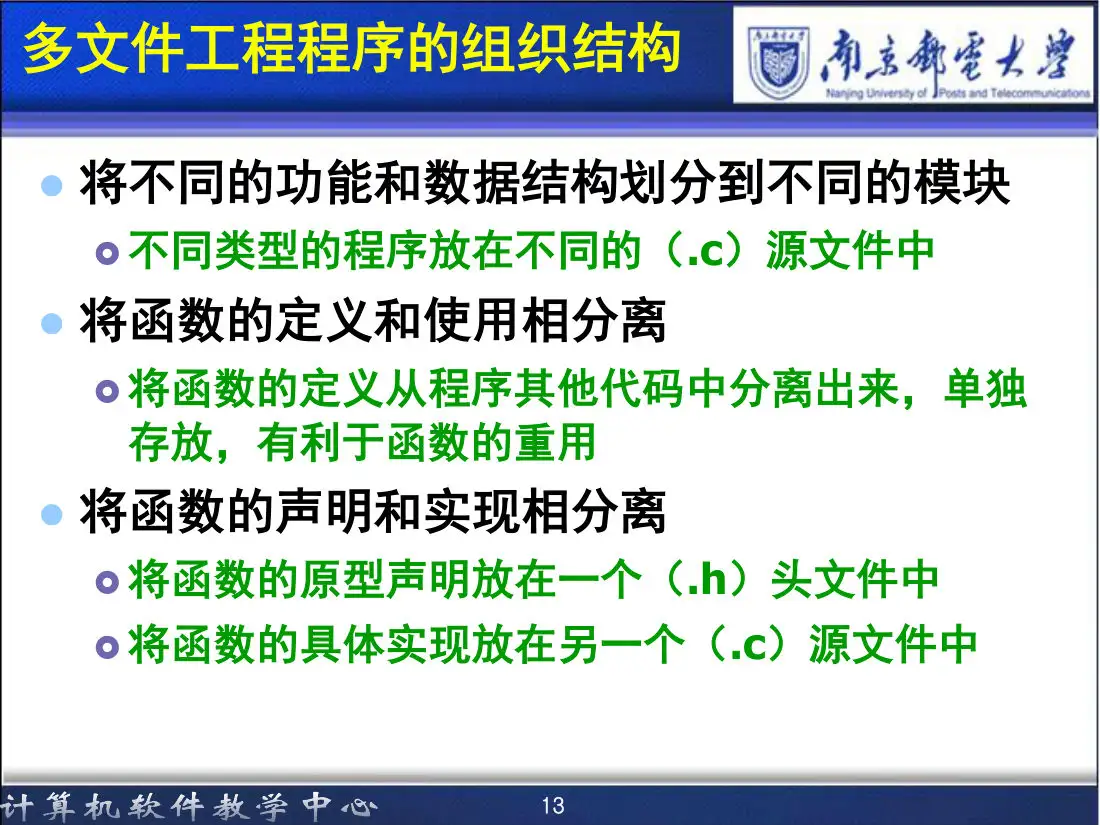 多文件工程程序的组织结构
南京邮电大学
Nanjing University of Posts and Telecommunications
将不同的功能和数据结构划分到不同的模块
不同类型的程序放在不同的（.c）源文件中
将函数的定义和使用相分离
将函数的定义从程序其他代码中分离出来，单独
存放，有利于函数的重用
将函数的声明和实现相分离
将函数的原型声明放在一个（.h）头文件中
将函数的具体实现放在另一个（.c）源文件中
计算机软件教学中心
13